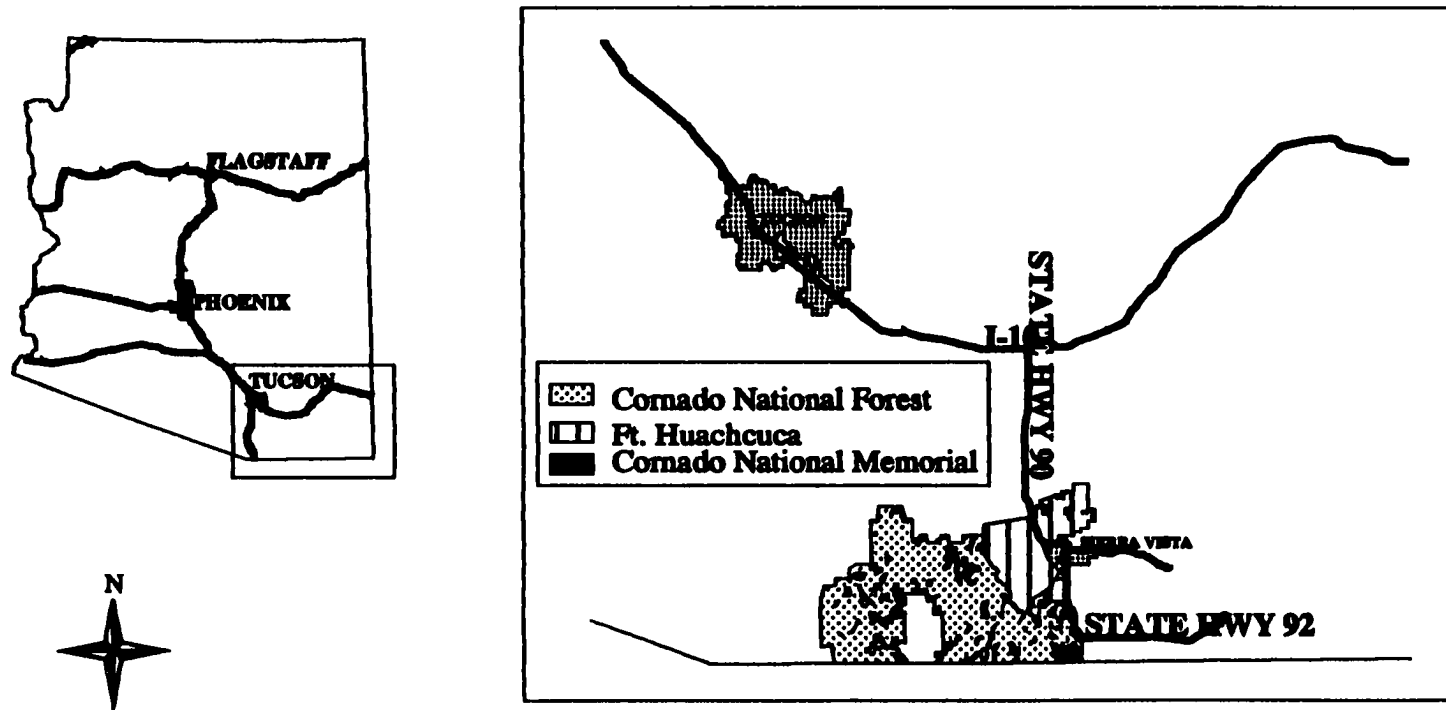 FLAGSTAFF
PHOENIX
TUCSON
N
STATE HWY 90
Cornado National Forest
Ft. Huachcuca
Cornado National Memorial
SIERRA VISTA
STATE HWY 92